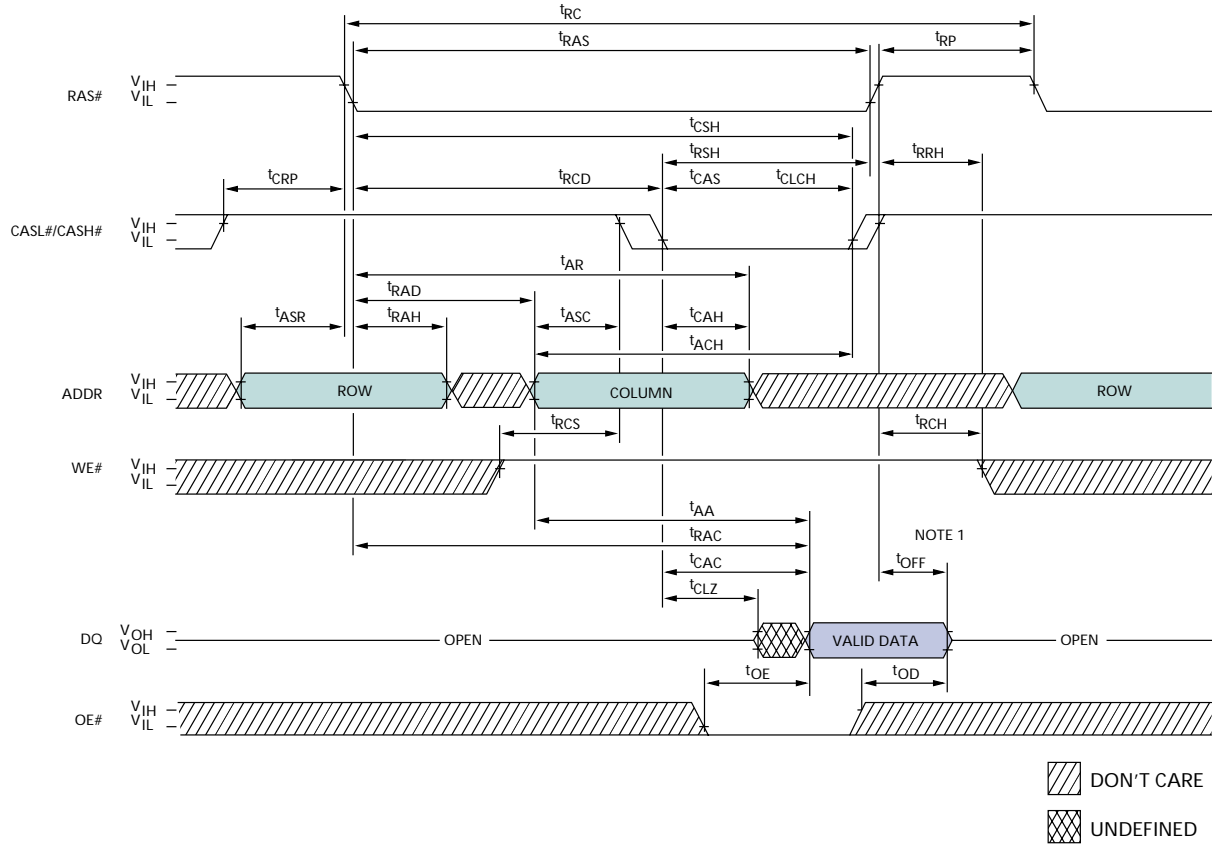 tRC
tRAS tRP
RAS# VIH
VIL
tCSH
tRSH tRRH
tCRP tRCD tCAS tCLCH
CASL#/CASH# VIH
VIL
tAR
tRAD
tASR tRAH tASC tCAH
tACH
ADDR VIH
VIL
ROW COLUMN ROW
tRCS tRCH
WE# VIH
VIL
tAA
tRAC NOTE 1
tCAC tOFF
tCLZ
DQ VOH
VOL
OPEN VALID DATA OPEN
tOE tOD
OE# VIH
VIL
DON'T CARE
UNDEFINED